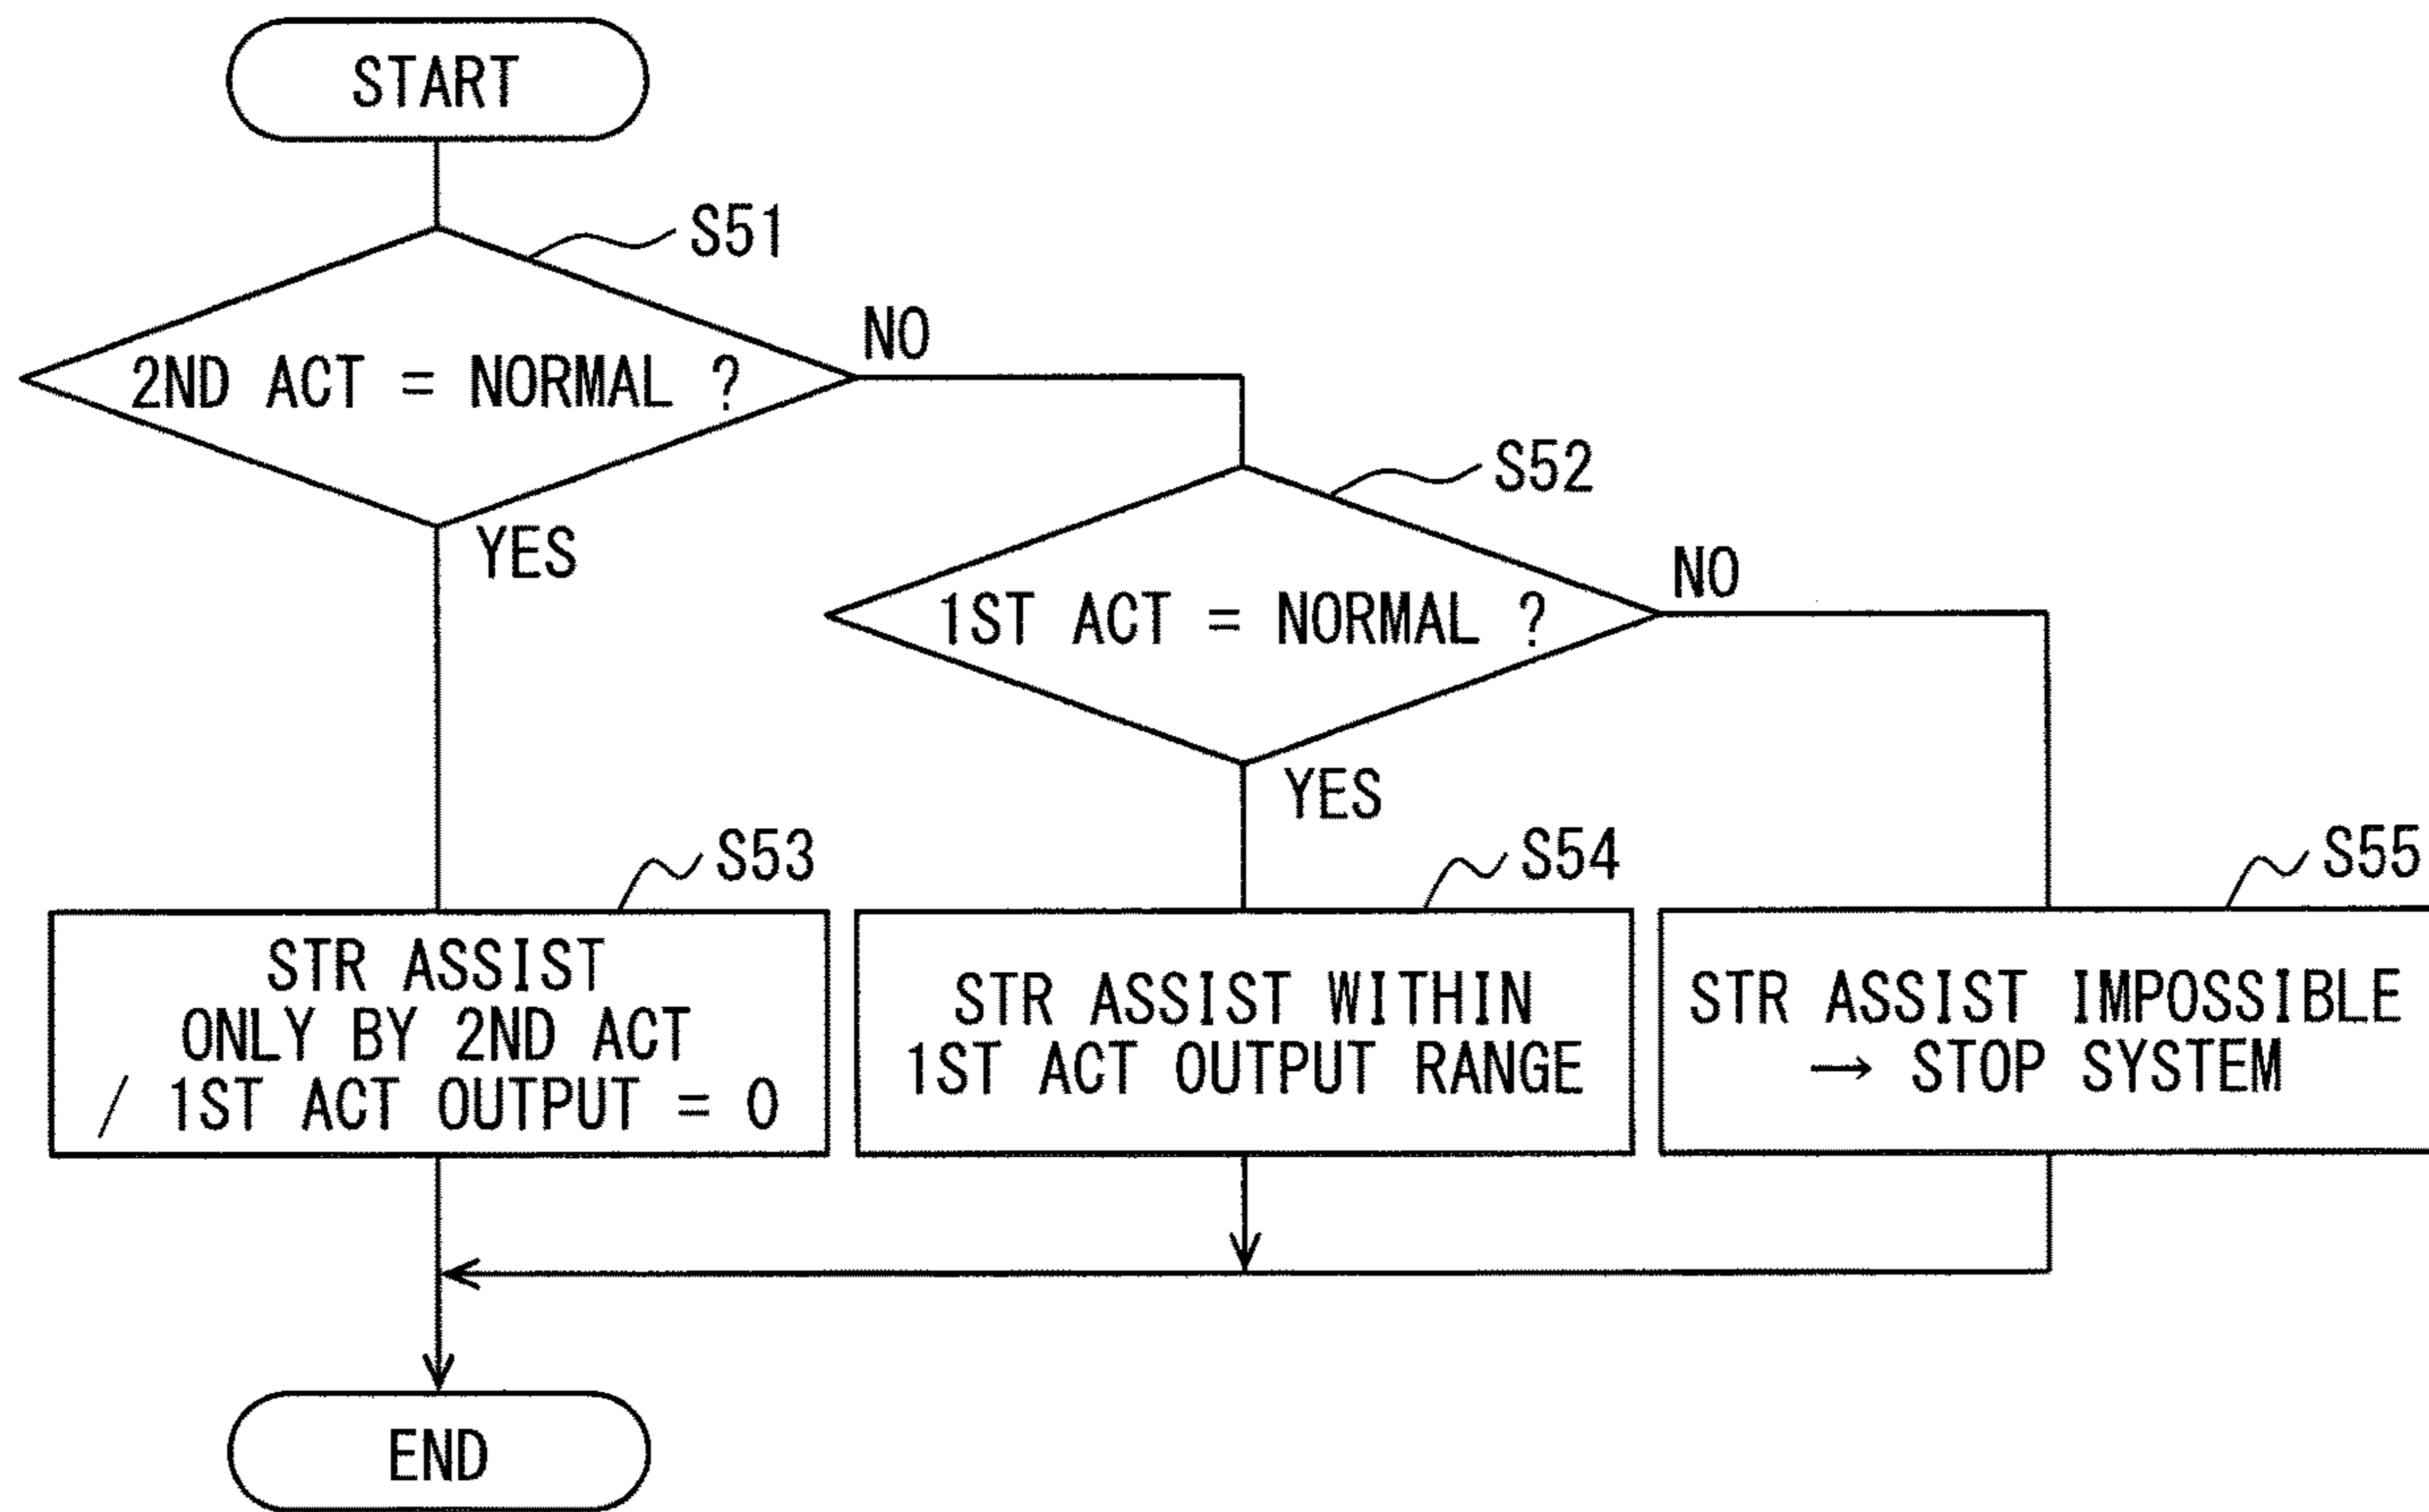 START
S51
2ND ACT = NORMAL ?
NO
YES
S52
1ST ACT = NORMAL ?
NO
YES
S53
STR ASSIST
ONLY BY 2ND ACT
/ 1ST ACT OUTPUT = 0
S54
STR ASSIST WITHIN
1ST ACT OUTPUT RANGE
S55
STR ASSIST IMPOSSIBLE
→ STOP SYSTEM
END